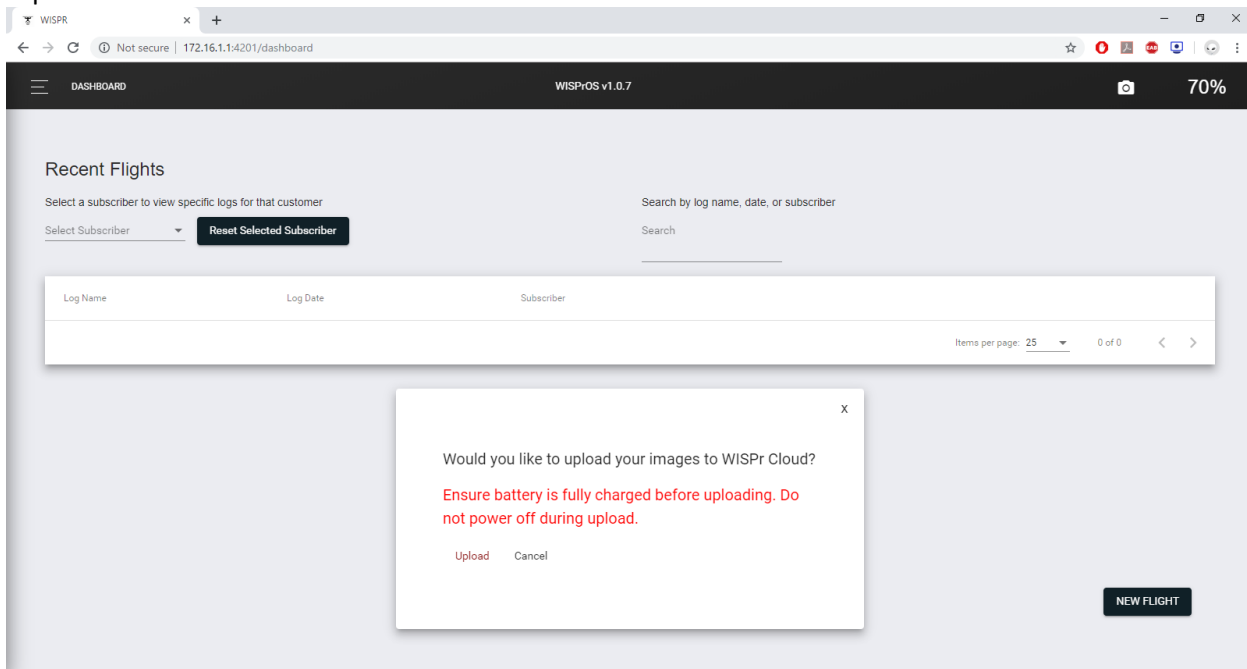 WISPR
Not secure | 172.16.1.1:4201/dashboard
DASHBOARD WISPrOS v1.0.7 70%
Recent Flights
Select a subscriber to view specific logs for that customer
Search by log name, date, or subscriber
Select Subscriber Reset Selected Subscriber
Search
Log Name Log Date Subscriber
Items per page: 25 0 of 0
X
Would you like to upload your images to WISPr Cloud?
Ensure battery is fully charged before uploading. Do
not power off during upload.
Upload Cancel
NEW FLIGHT